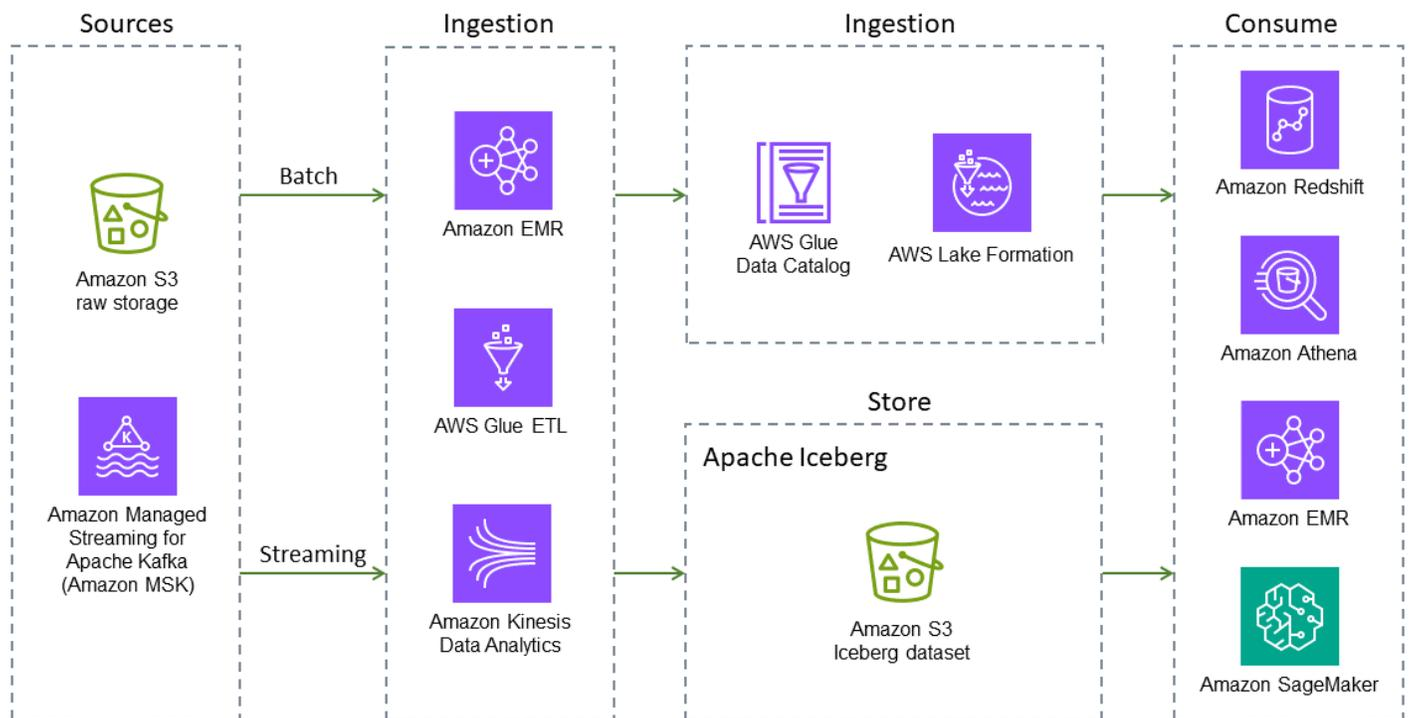 Sources
Amazon S3
raw storage
K
Amazon Managed
Streaming for
Apache Kafka
(Amazon MSK)
Batch
Streaming
Ingestion
Amazon EMR
AWS Glue ETL
Amazon Kinesis
Data Analytics
Ingestion
AWS Glue
Data Catalog
AWS Lake Formation
Store
Apache Iceberg
Amazon S3
Iceberg dataset
Consume
Amazon Redshift
Amazon Athena
Amazon EMR
Amazon SageMaker